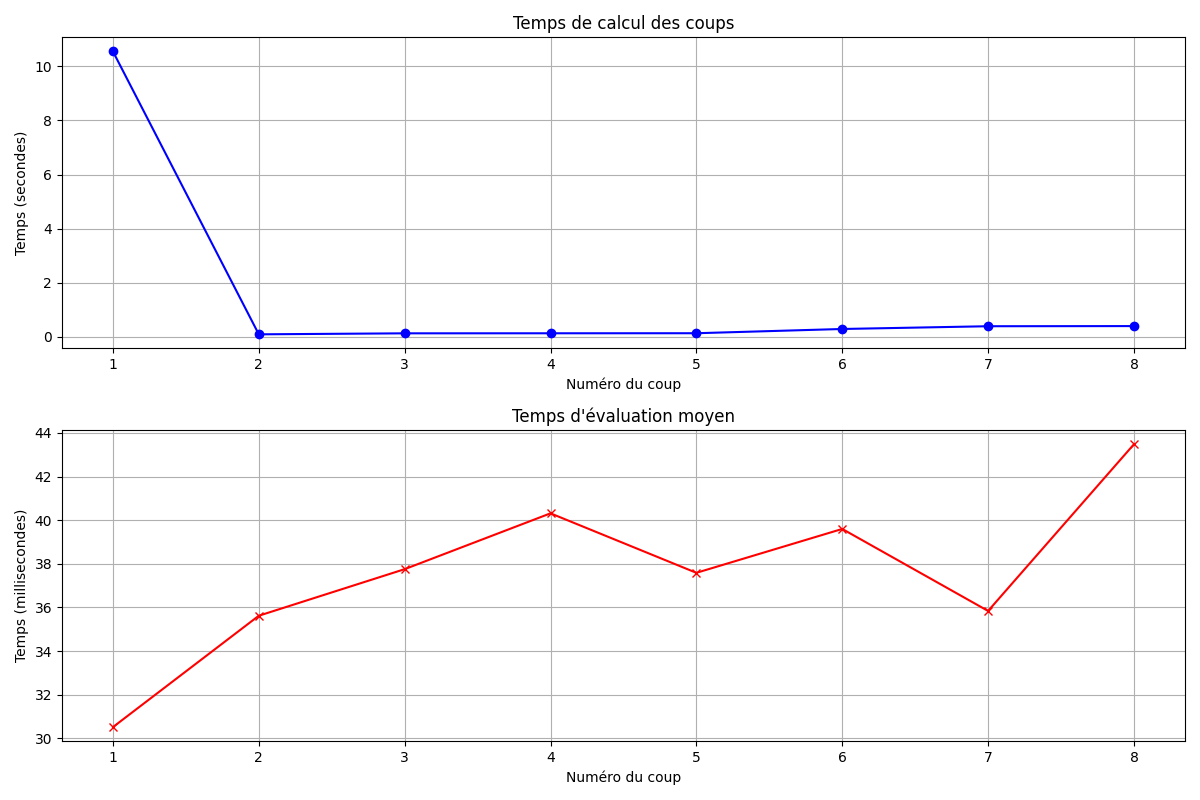 Temps de calcul des coups
Temps (secondes)
10
8
6
4
2
0
1 2 3 4 5 6 7 8
Numéro du coup
Temps d'évaluation moyen
Temps (millisecondes)
44
42
40
38
36
34
32
30
1 2 3 4 5 6 7 8
Numéro du coup